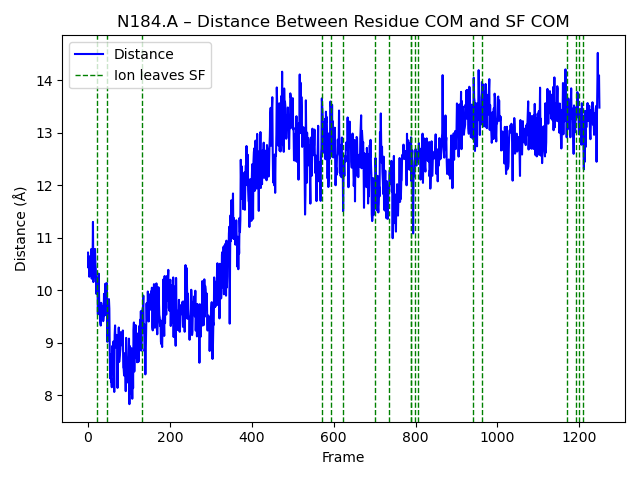 N184.A – Distance Between Residue COM and SF COM
Distance
Ion leaves SF
14
13
12
11
10
9
8
Distance (Å)
0 200 400 600 800 1000 1200
Frame